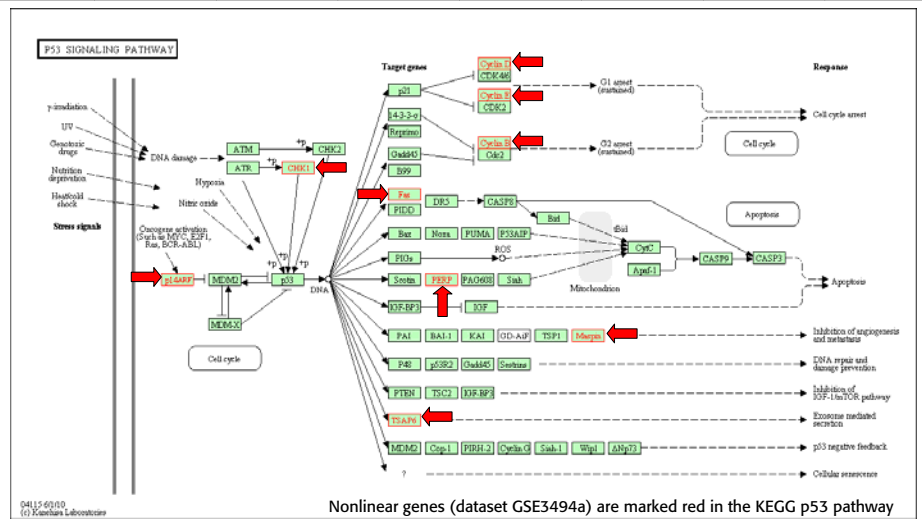 P53 SIGNALING PATHWAY
Target genes
Response
Cyclin D
CDK4/6
p21
G1 arrest
(sustained)
Cyclin E
CDK2
γ-irradiation
UV
Genotoxic
drugs
Nutrition
deprivation
Heat/cold
shock
Stress signals
DNA damage
14-3-3-σ
Reprimo
Cell cycle arrest
ATM
+p
CHK2
Cyclin B
Cdc2
G2 arrest
(sustained)
Cell cycle
Gadd45
B99
ATR
+p
CHK1
Hypoxia
Nitric oxide
Fas
PIDD
DR5
CASP8
Bid
tBid
Apoptosis
Oncogene activation
(Such as MYC, E2F1,
Ras, BCR-ABL)
Bax
Noxa
PUMA
P53AIP
CytC
PIGs
ROS
Apaf-1
CASP9
CASP3
+p
+p
+p
p14ARF
MDM2
p53
DNA
Sestrin
PERP
PAG608
Siah
Mitochondrion
Apoptosis
IGF-BP3
IGF
MDM-X
Cell cycle
PAI
BAI-1
KAI
GD-AiF
TSP1
Maspin
Inhibition of angiogenesis
and metastasis
P48
p53R2
Gadd45
Sestrins
DNA repair and
damage prevention
PTEN
TSC2
IGF-BP3
Inhibition of
IGF-1/mTOR pathway
TSAP6
Exosome mediated
secretion
MDM2
Cop-1
PIRH-2
Cyclin G
Siah-1
Wip1
ΔNp73
p53 negative feedback
?
Cellular senescence
04115 6/1/10
(c) Kanehisa Laboratories
Nonlinear genes (dataset GSE3494a) are marked red in the KEGG p53 pathway